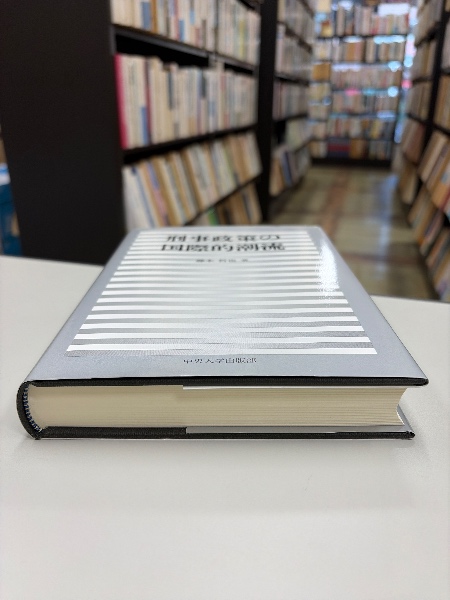 刑事政策の
国際的潮流
中央大学出版部